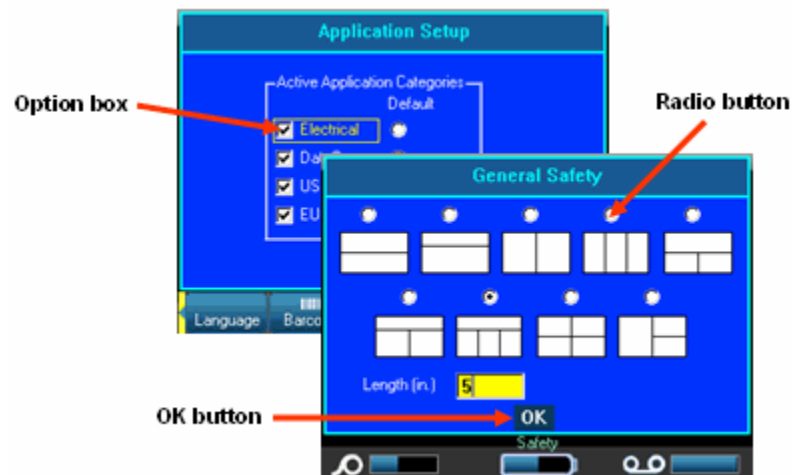 Application Setup
Option box
Active Application Categories
Default
Radio button
Electrical
US
General Safety
EU
Language
Length (in.) 5
OK button
OK
Safety